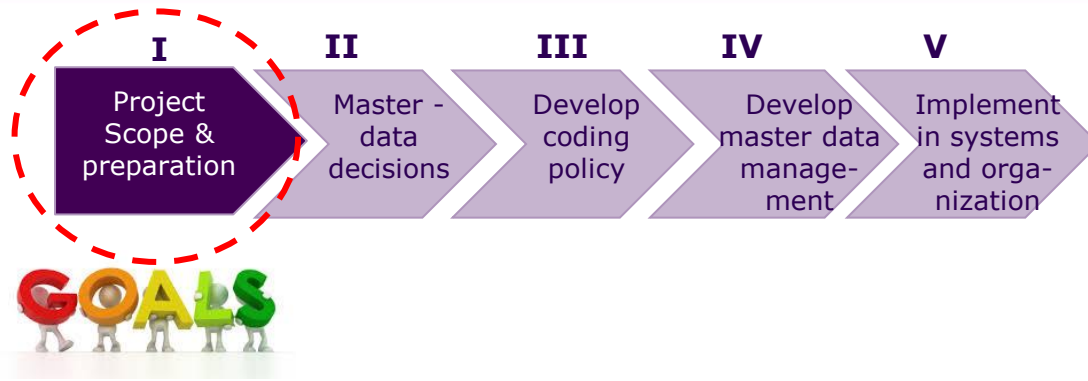 I
II
III
IV
V
Project
Scope &
preparation
Master -
data
decisions
Develop
coding
policy
Develop
master data
manage-
ment
Implement
in systems
and orga-
nization
GOALS